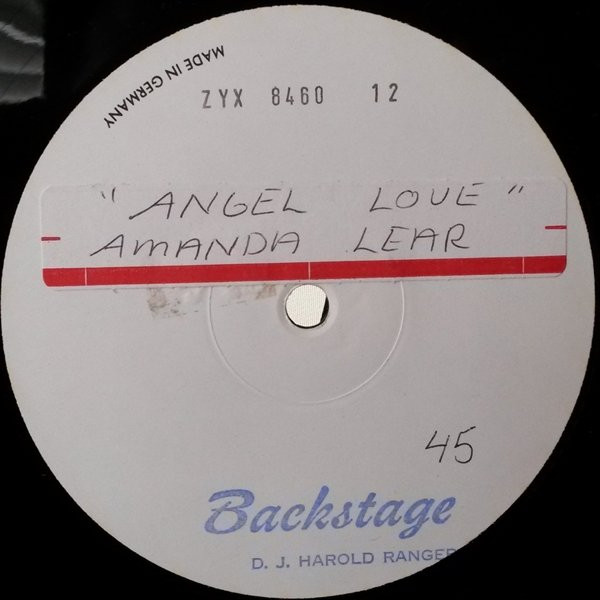 MADE IN GERMANY
ZYX 8460 12
"ANGEL LOVE"
AMANDA LEAR
45
Backstage
D. J. HAROLD RANGER